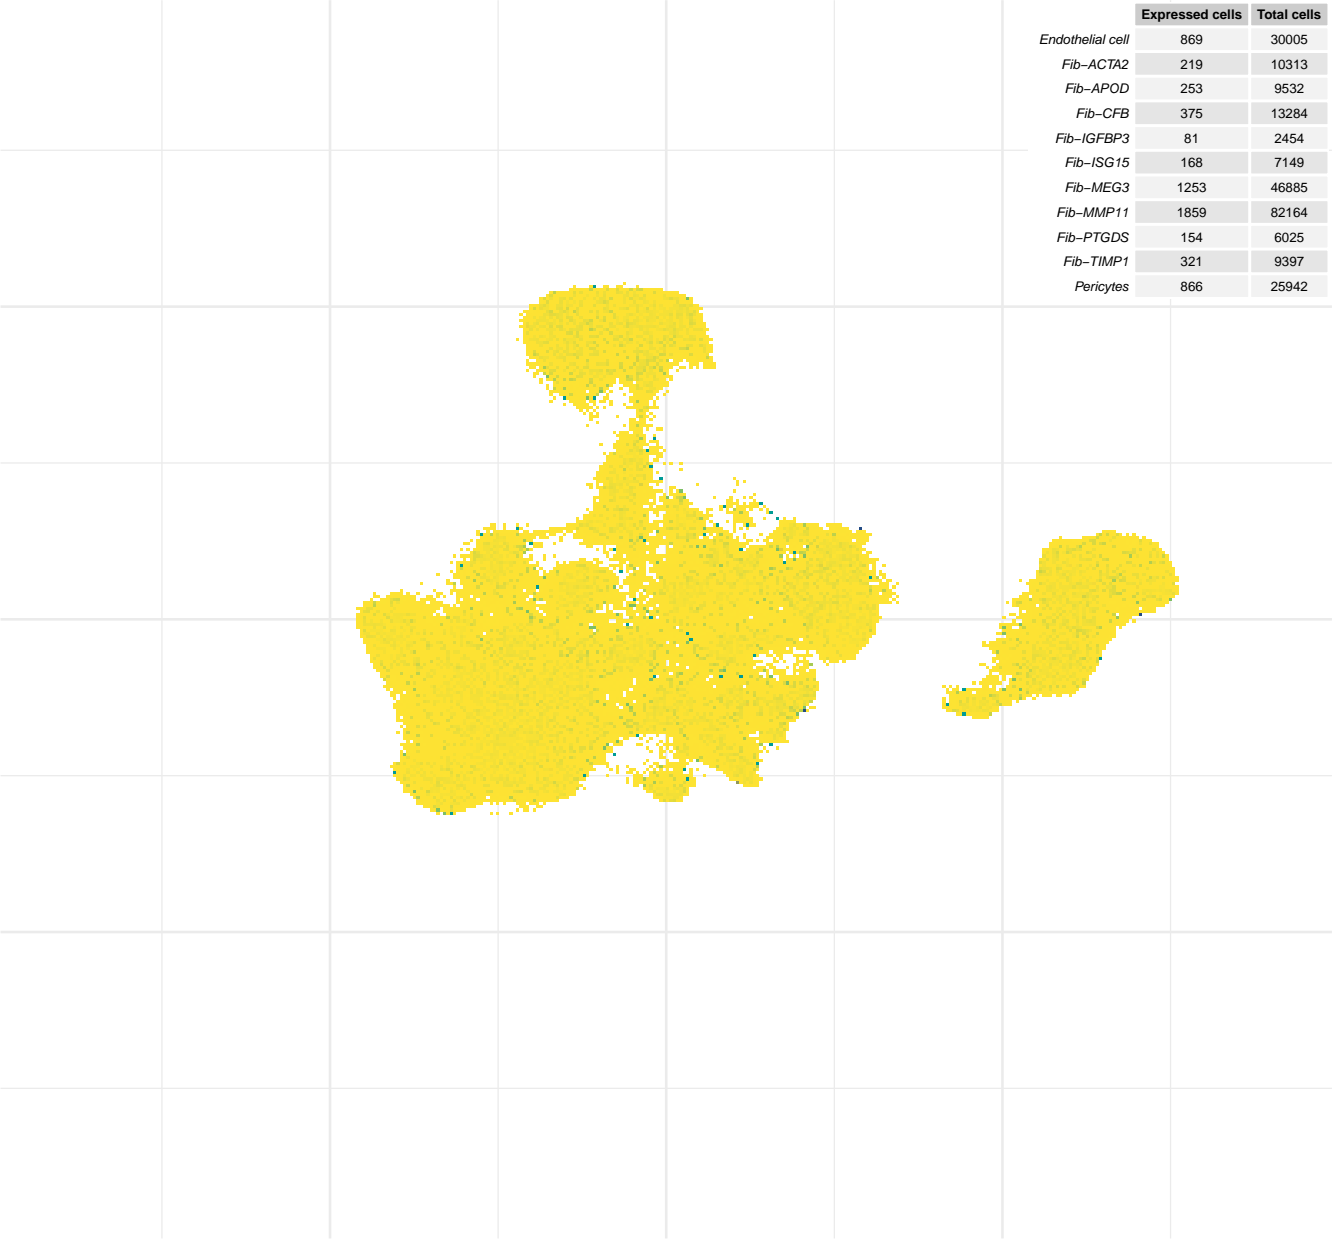 Expressed cells Total cells
Endothelial cell 869 30005
Fib−ACTA2 219 10313
Fib−APOD 253 9532
Fib−CFB 375 13284
Fib−IGFBP3 81 2454
Fib−ISG15 168 7149
Fib−MEG3 1253 46885
Fib−MMP11 1859 82164
Fib−PTGDS 154 6025
Fib−TIMP1 321 9397
Pericytes 866 25942